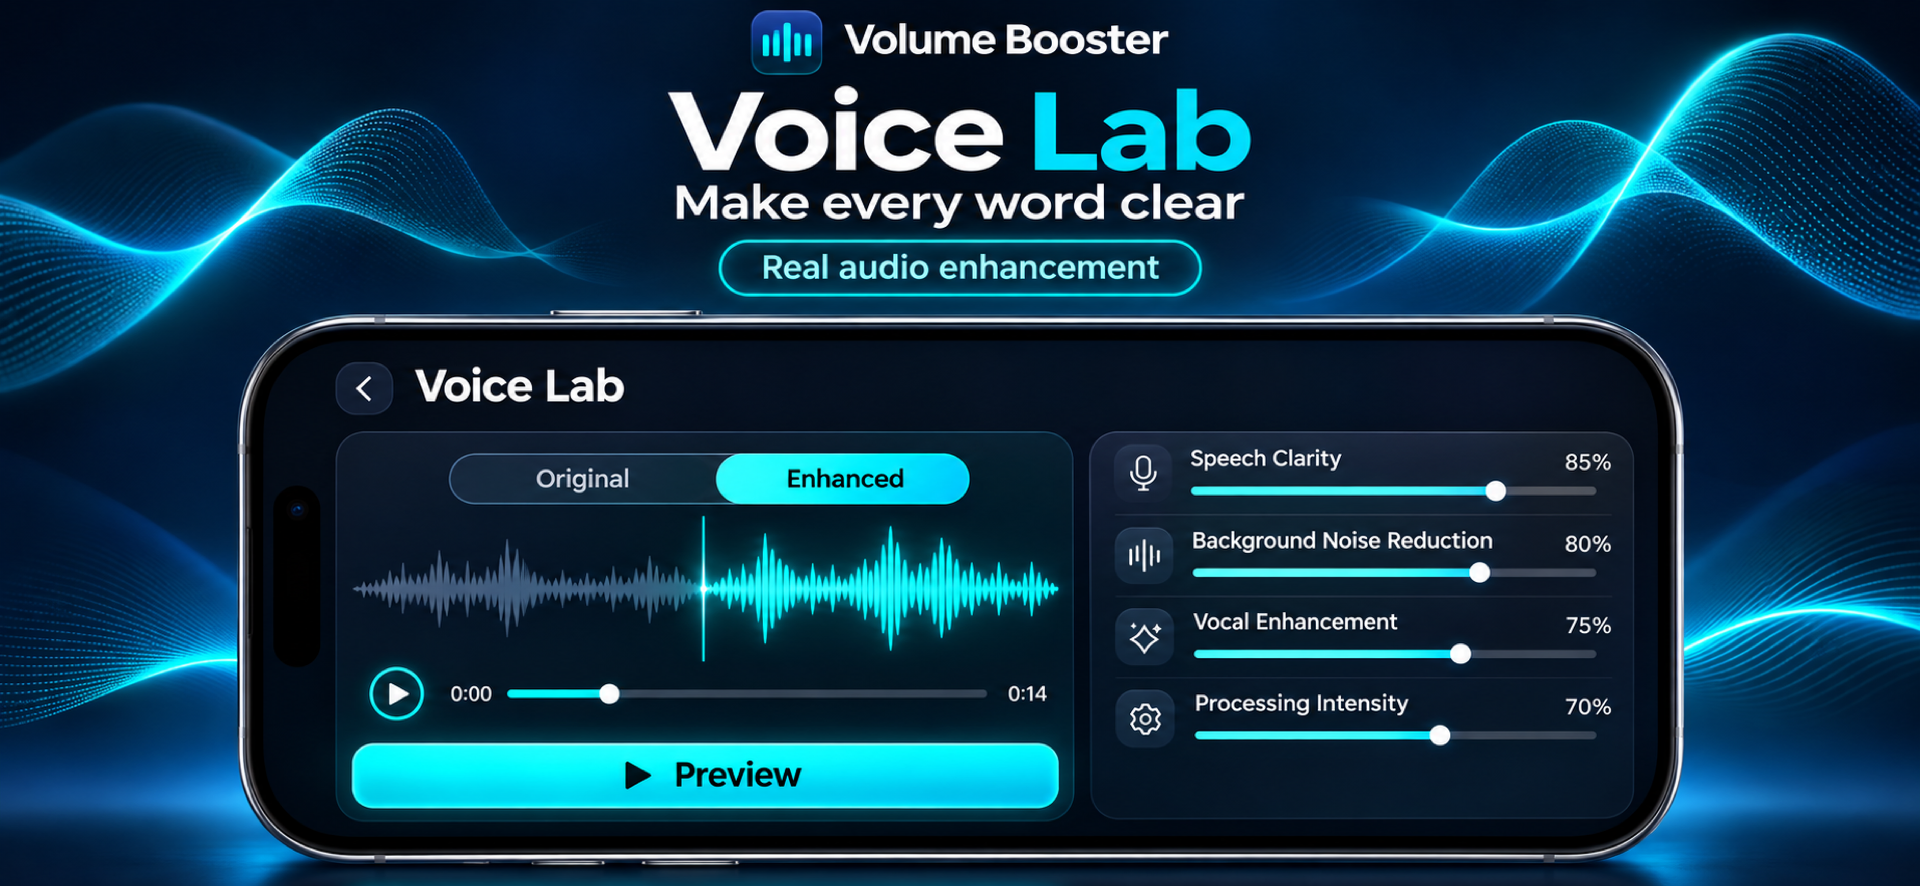 Volume Booster
Voice Lab
Make every word clear
Real audio enhancement
Voice Lab
Original
Enhanced
0:00
0:14
Preview
Speech Clarity
85%
Background Noise Reduction
80%
Vocal Enhancement
75%
Processing Intensity
70%